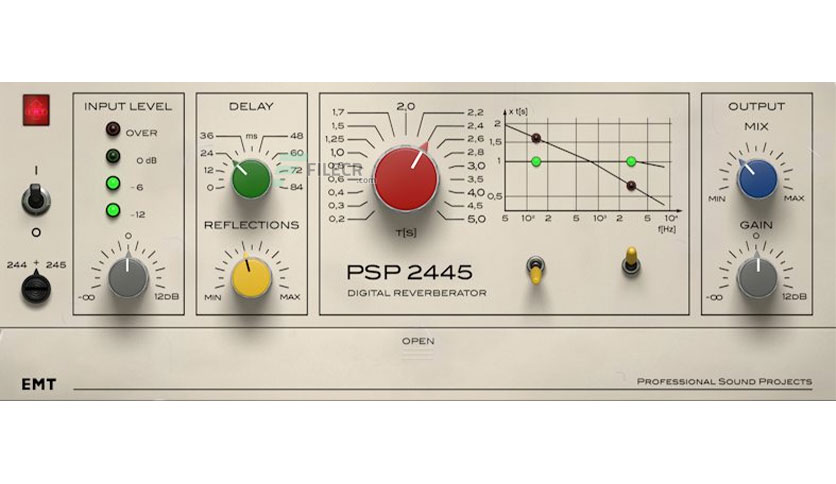 INPUT LEVEL
OVER
0 dB
-6
-12
0
-∞ 12dB
I
O
244 + 245
DELAY
ms
36 48
24 60
12 72
0 84
REFLECTIONS
MIN MAX
FILECR
.com
2,0
1,7 2,2
1,5 2,4
1,25 2,6
1,0 2,8
0,8 3,0
0,6 3,5
0,4 4,0
0,3 4,5
0,2 5,0
T[S]
PSP 2445
DIGITAL REVERBERATOR
x t[s]
2
1,5
1
0,5
5 10² 2 5 10³ 2 5 10⁴
f[Hz]
OUTPUT
MIX
MIN MAX
GAIN
0
-∞ 12dB
OPEN
EMT
PROFESSIONAL SOUND PROJECTS